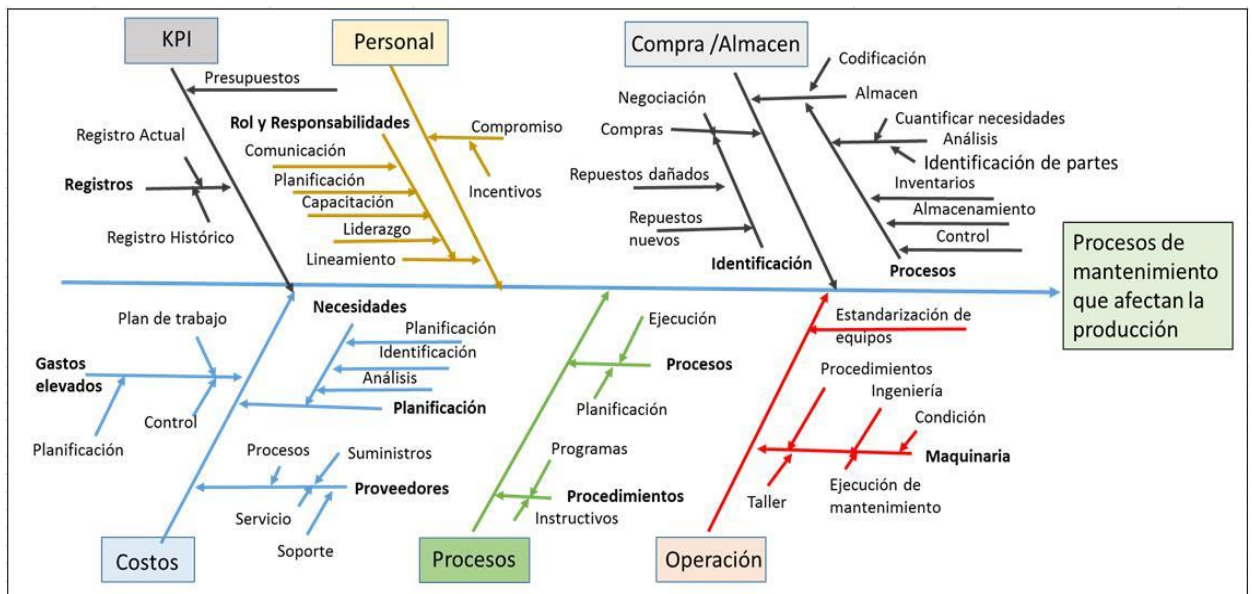 KPI
Personal
Compra /Almacen
Presupuestos
Registro Actual
Registros
Registro Histórico
Rol y Responsabilidades
Comunicación
Planificación
Capacitación
Liderazgo
Lineamiento
Compromiso
Incentivos
Negociación
Compras
Repuestos dañados
Repuestos
nuevos
Identificación
Codificación
Almacen
Cuantificar necesidades
Análisis
Identificación de partes
Inventarios
Almacenamiento
Control
Procesos
Procesos de
mantenimiento
que afectan la
producción
Plan de trabajo
Gastos
elevados
Control
Planificación
Necesidades
Planificación
Identificación
Análisis
Planificación
Procesos
Suministros
Proveedores
Servicio
Soporte
Ejecución
Procesos
Planificación
Programas
Procedimientos
Instructivos
Estandarización de
equipos
Procedimientos
Ingeniería
Condición
Maquinaria
Taller
Ejecución de
mantenimiento
Costos
Procesos
Operación